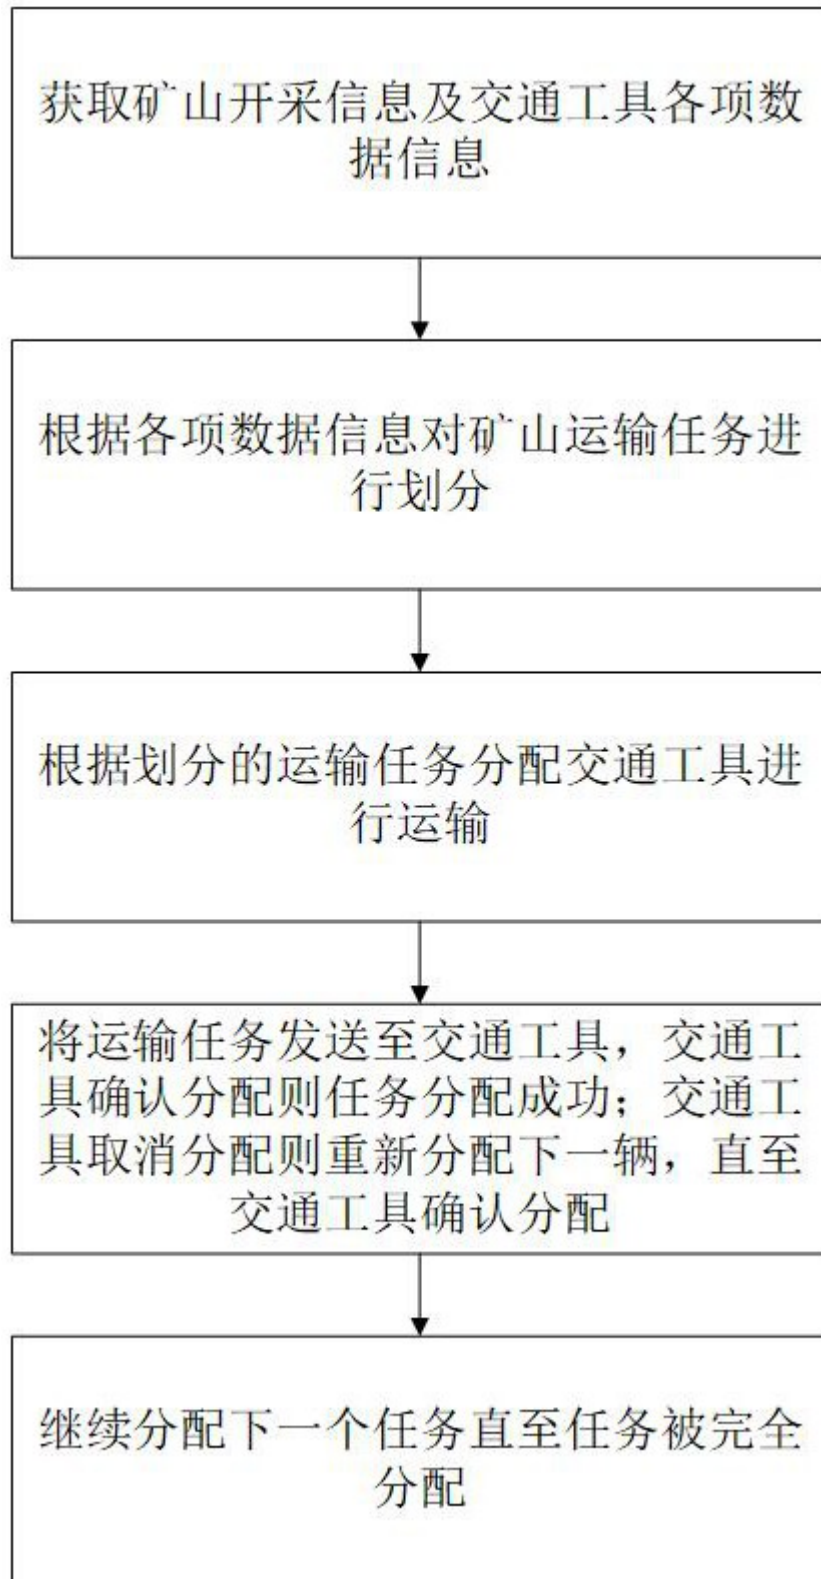 获取矿山开采信息及交通工具各项数
据信息
根据各项数据信息对矿山运输任务进
行划分
根据划分的运输任务分配交通工具进
行运输
将运输任务发送至交通工具，交通工
具确认分配则任务分配成功；交通工
具取消分配则重新分配下一辆，直至
交通工具确认分配
继续分配下一个任务直至任务被完全
分配